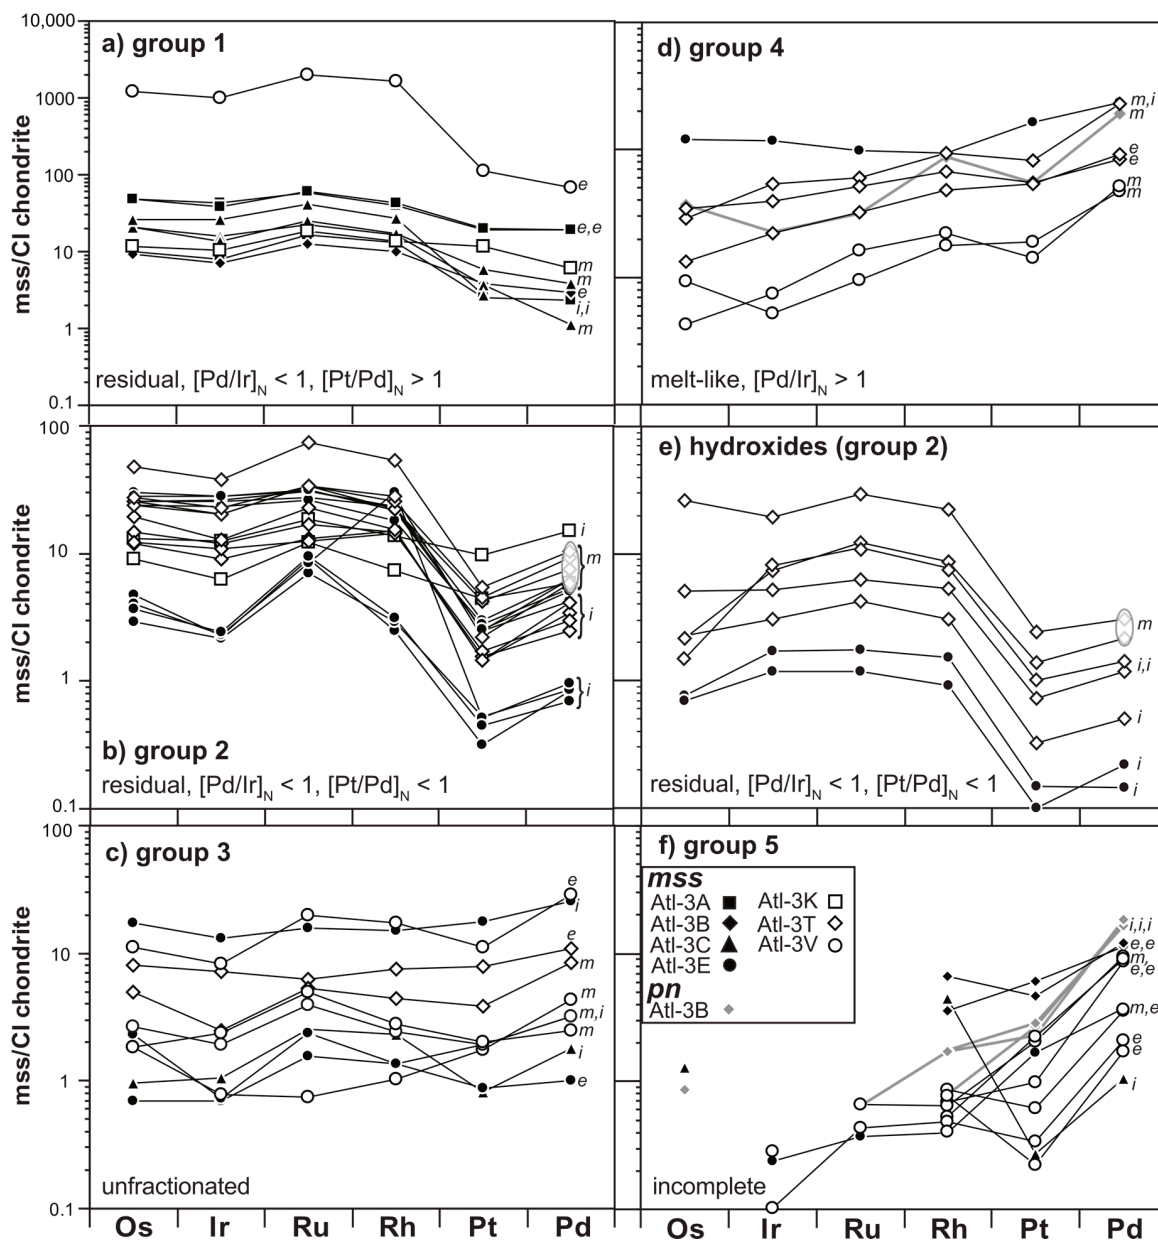 10,000
1000
100
10
1
0.1
mss/CI chondrite
a) group 1
e
e,e
m
m
e
i,i
m
residual, [Pd/Ir]N < 1, [Pt/Pd]N > 1
d) group 4
m,i
m
e
e
m
m
melt-like, [Pd/Ir]N > 1
100
10
1
0.1
mss/CI chondrite
i
m
i
i
b) group 2
residual, [Pd/Ir]N < 1, [Pt/Pd]N < 1
e) hydroxides (group 2)
m
i,i
i
i
i
residual, [Pd/Ir]N < 1, [Pt/Pd]N < 1
100
10
1
0.1
mss/CI chondrite
c) group 3
e
i
e
m
m
m,i
m
i
e
unfractionated
Os Ir Ru Rh Pt Pd
f) group 5
mss
Atl-3A Atl-3K
Atl-3B Atl-3T
Atl-3C Atl-3V
Atl-3E
pn
Atl-3B
i,i,i
e,e
m,
e,e
m,e
e
e
i
incomplete
Os Ir Ru Rh Pt Pd